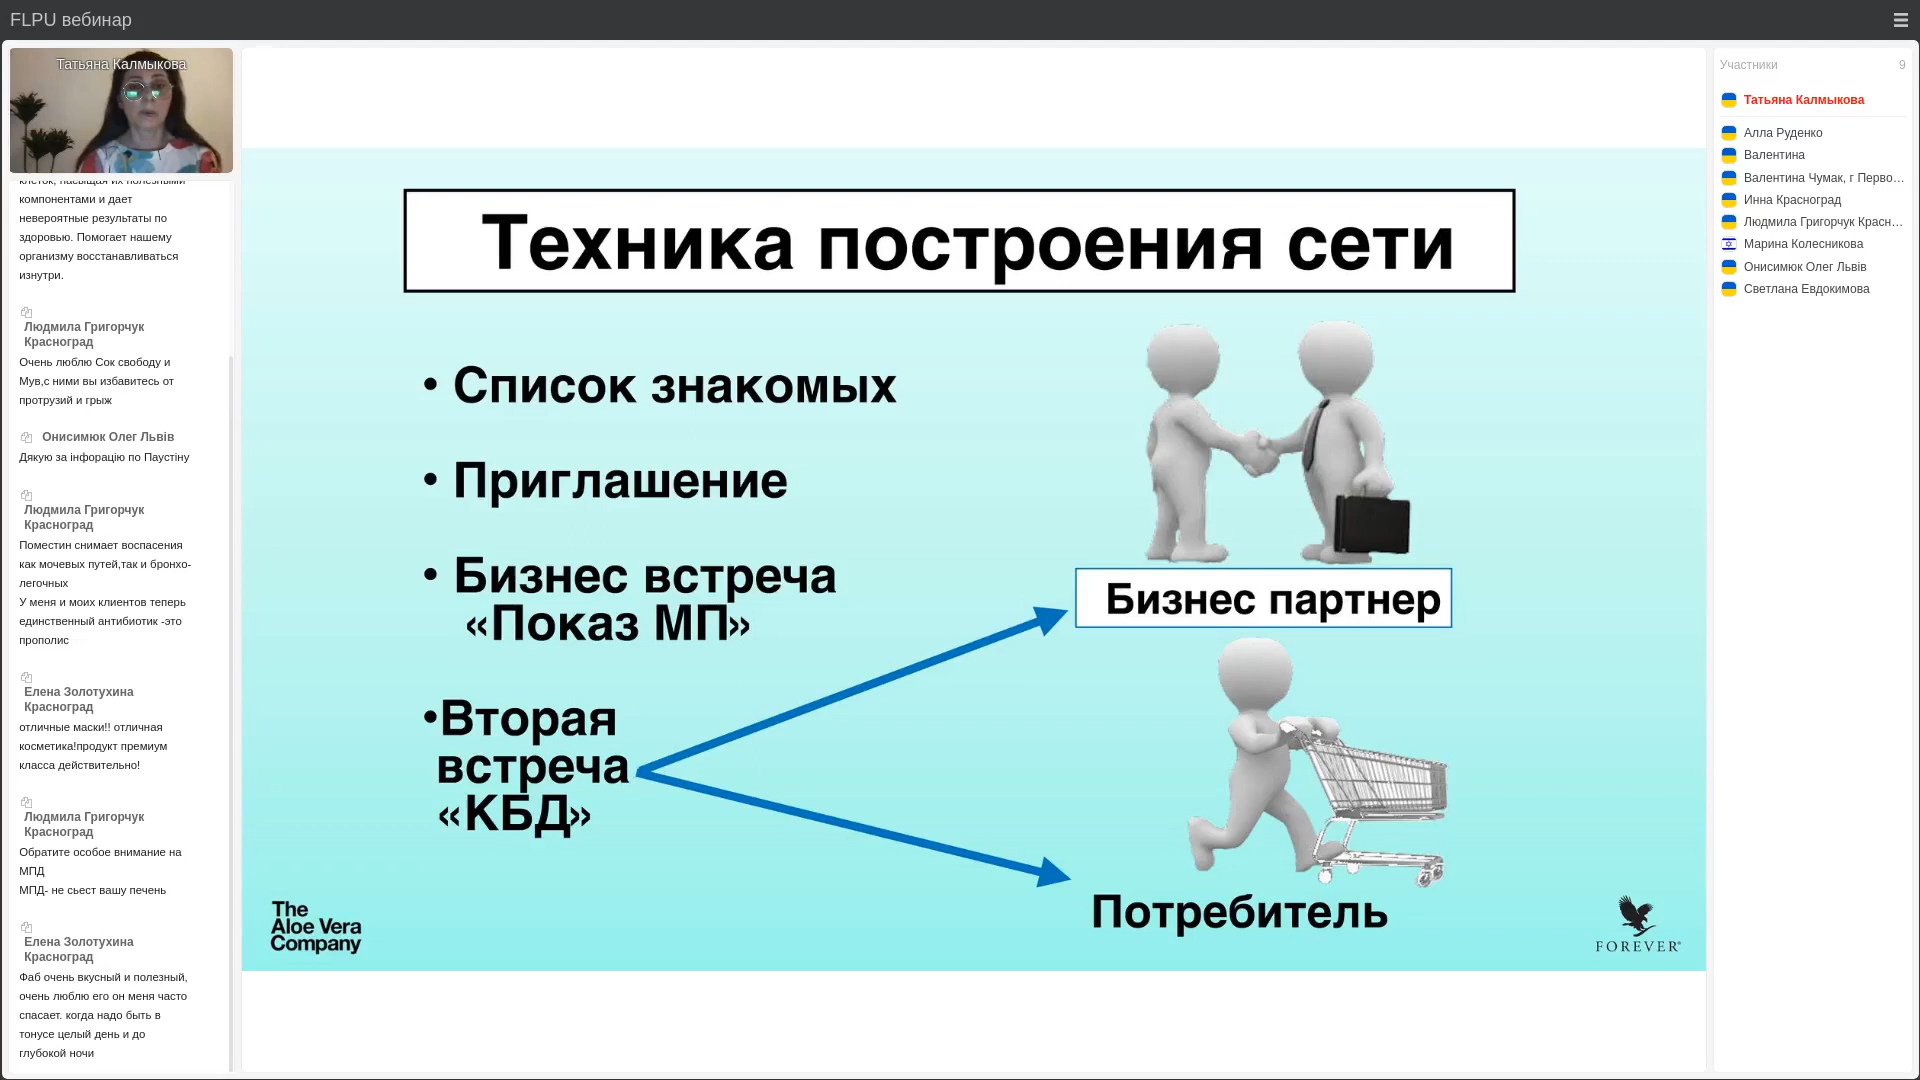 FLPU вебинар
Татьяна Калмыкова
клеток, насыщая их полезными
компонентами и дает
невероятные результаты по
здоровью. Помогает нашему
организму восстанавливаться
изнутри.
Людмила Григорчук
Красноград
Очень люблю Сок свободу и
Мув,с ними вы избавитесь от
протрузий и грыж
Онисимюк Олег Львів
Дякую за інфорацію по Паустіну
Людмила Григорчук
Красноград
Поместин снимает воспасения
как мочевых путей,так и бронхо-
легочных
У меня и моих клиентов теперь
единственный антибиотик -это
прополис
Елена Золотухина
Красноград
отличные маски!! отличная
косметика!продукт премиум
класса действительно!
Людмила Григорчук
Красноград
Обратите особое внимание на
МПД
МПД- не сьест вашу печень
Елена Золотухина
Красноград
Фаб очень вкусный и полезный,
очень люблю его он меня часто
спасает. когда надо быть в
тонусе целый день и до
глубокой ночи
Техника построения сети
• Список знакомых
• Приглашение
• Бизнес встреча
«Показ МП»
•Вторая
встреча
«КБД»
Бизнес партнер
Потребитель
The
Aloe Vera
Company
FOREVER®
Участники 9
Татьяна Калмыкова
Алла Руденко
Валентина
Валентина Чумак, г Перво...
Инна Красноград
Людмила Григорчук Красн...
Марина Колесникова
Онисимюк Олег Львів
Светлана Евдокимова